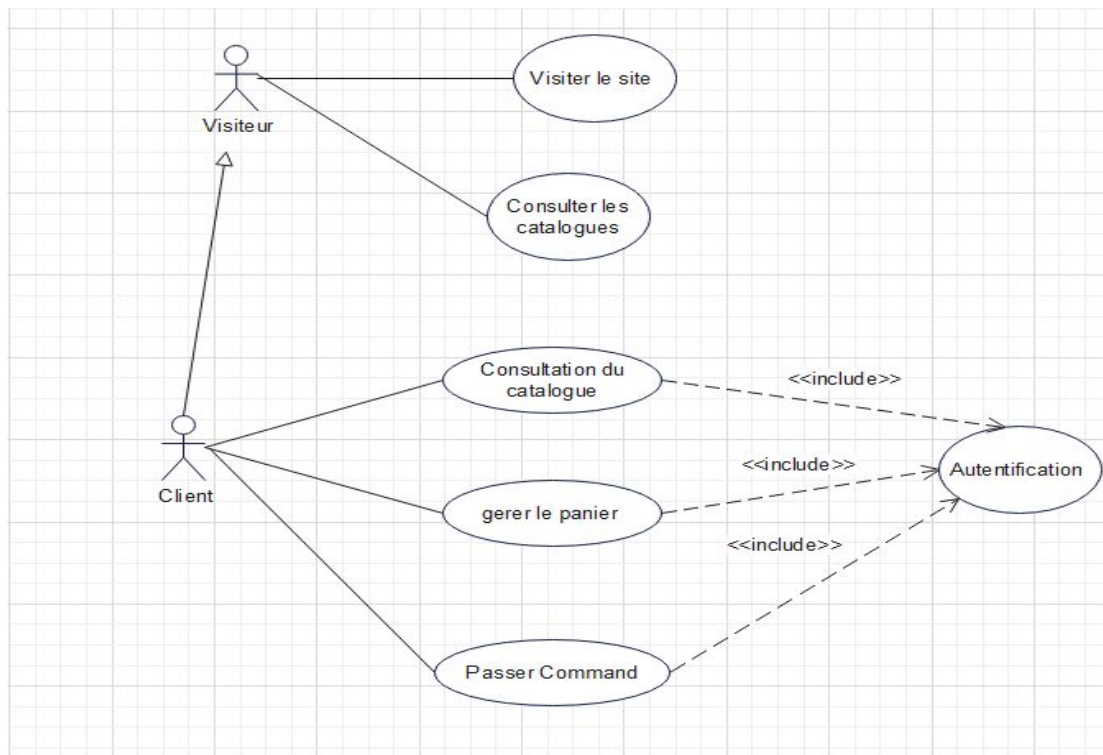 Visiter le site
Visiteur
Consulter les
catalogues
Consultation du
catalogue
<<include>>
Client
gerer le panier
<<include>>
Autentification
<<include>>
Passer Command